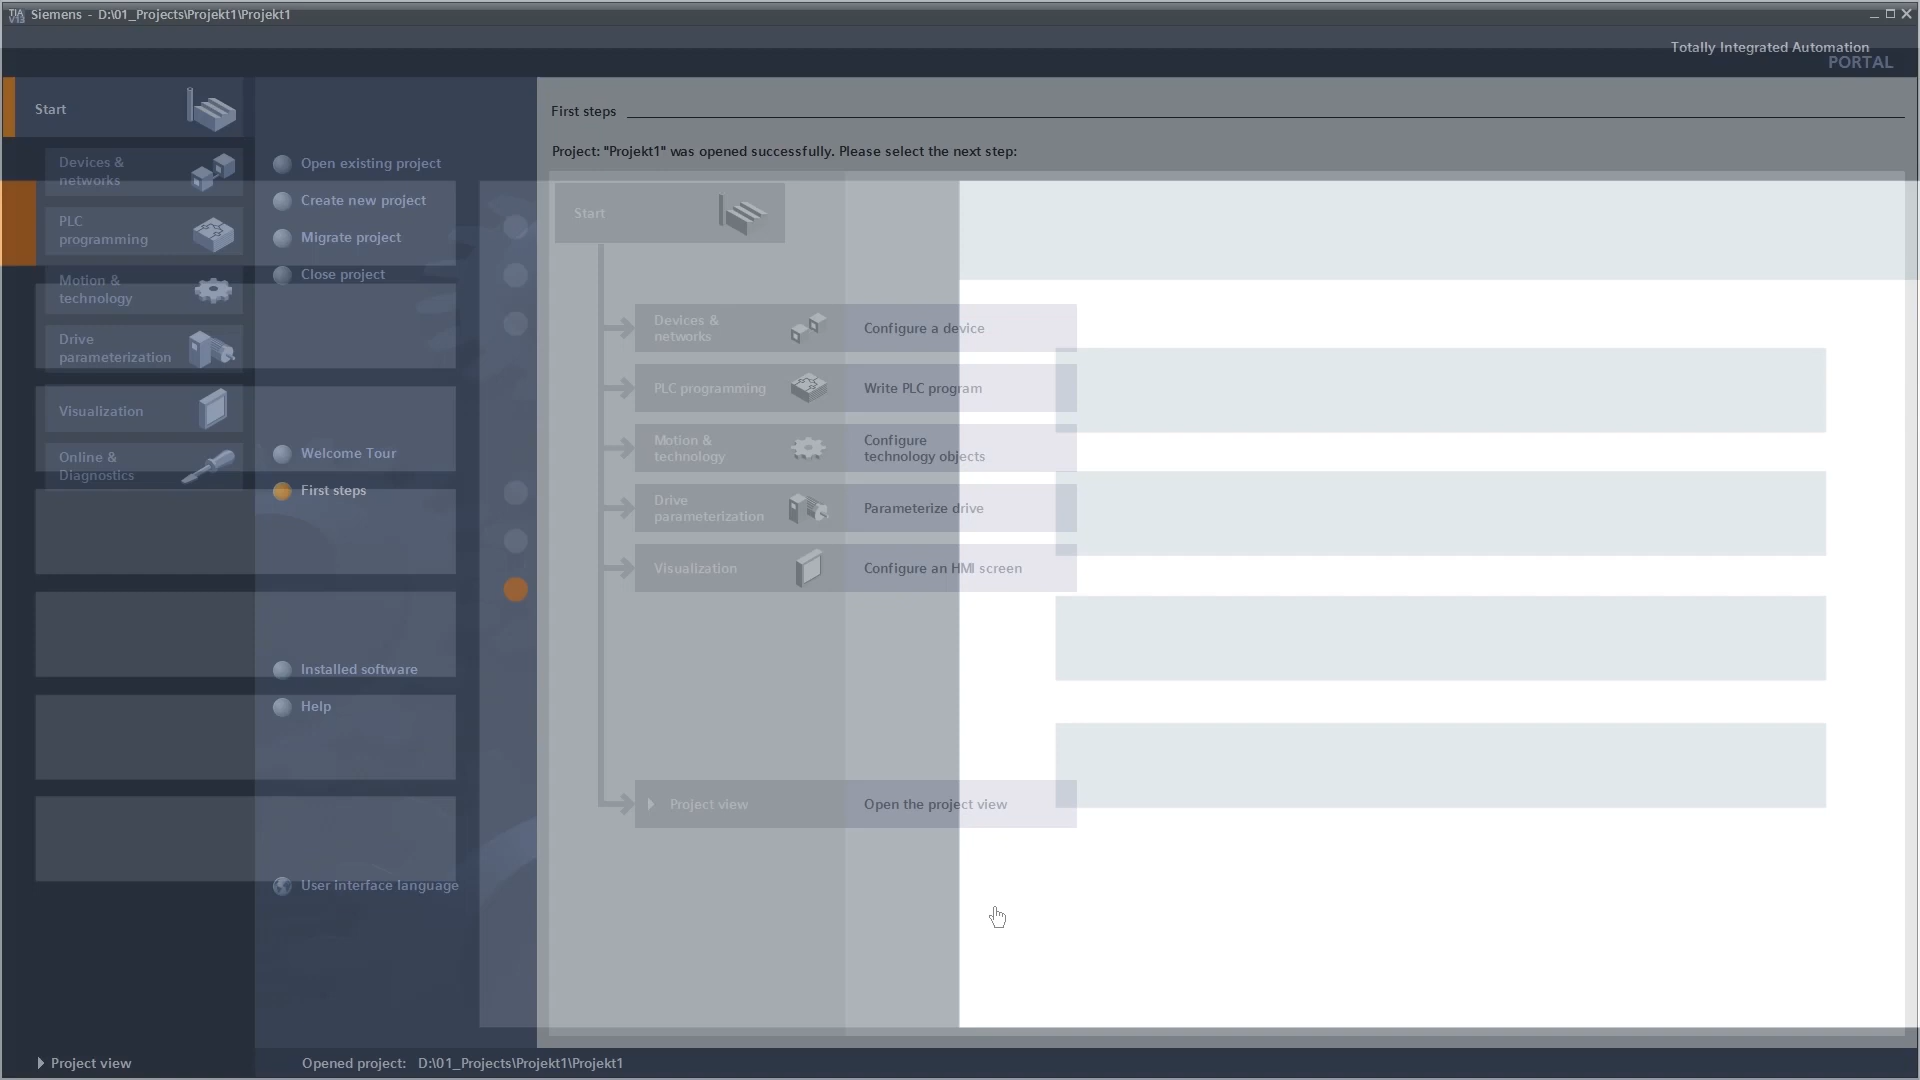 TIA
V13
Siemens - D:\01_Projects\Projekt1\Projekt1
Totally Integrated Automation
PORTAL
Start
Devices &
networks
PLC
programming
Motion &
technology
Drive
parameterization
Visualization
Online &
Diagnostics
Open existing project
Create new project
Migrate project
Close project
Welcome Tour
First steps
Installed software
Help
User interface language
First steps
Project: "Projekt1" was opened successfully. Please select the next step:
Start
Devices &
networks
Configure a device
PLC programming
Write PLC program
Motion &
technology
Configure
technology objects
Drive
parameterization
Parameterize drive
Visualization
Configure an HMI screen
Project view
Open the project view
Project view
Opened project: D:\01_Projects\Projekt1\Projekt1